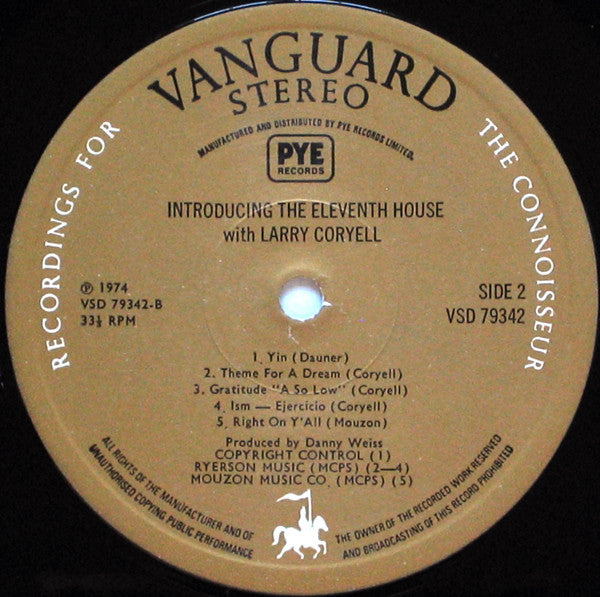 VANGUARD
STEREO
RECORDINGS FOR THE CONNOISSEUR
MANUFACTURED AND DISTRIBUTED BY PYE RECORDS LIMITED.
PYE
RECORDS
INTRODUCING THE ELEVENTH HOUSE
with LARRY CORYELL
℗ 1974
VSD 79342-B
33⅓ RPM
SIDE 2
VSD 79342
1. Yin (Dauner)
2. Theme For A Dream (Coryell)
3. Gratitude "A So Low" (Coryell)
4. Ism — Ejercicio (Coryell)
5. Right On Y'All (Mouzon)
Produced by Danny Weiss
COPYRIGHT CONTROL (1)
RYERSON MUSIC (MCPS) (2—4)
MOUZON MUSIC CO. (MCPS) (5)
ALL RIGHTS OF THE MANUFACTURER AND OF THE OWNER OF THE RECORDED WORK RESERVED
UNAUTHORISED COPYING PUBLIC PERFORMANCE AND BROADCASTING OF THIS RECORD PROHIBITED